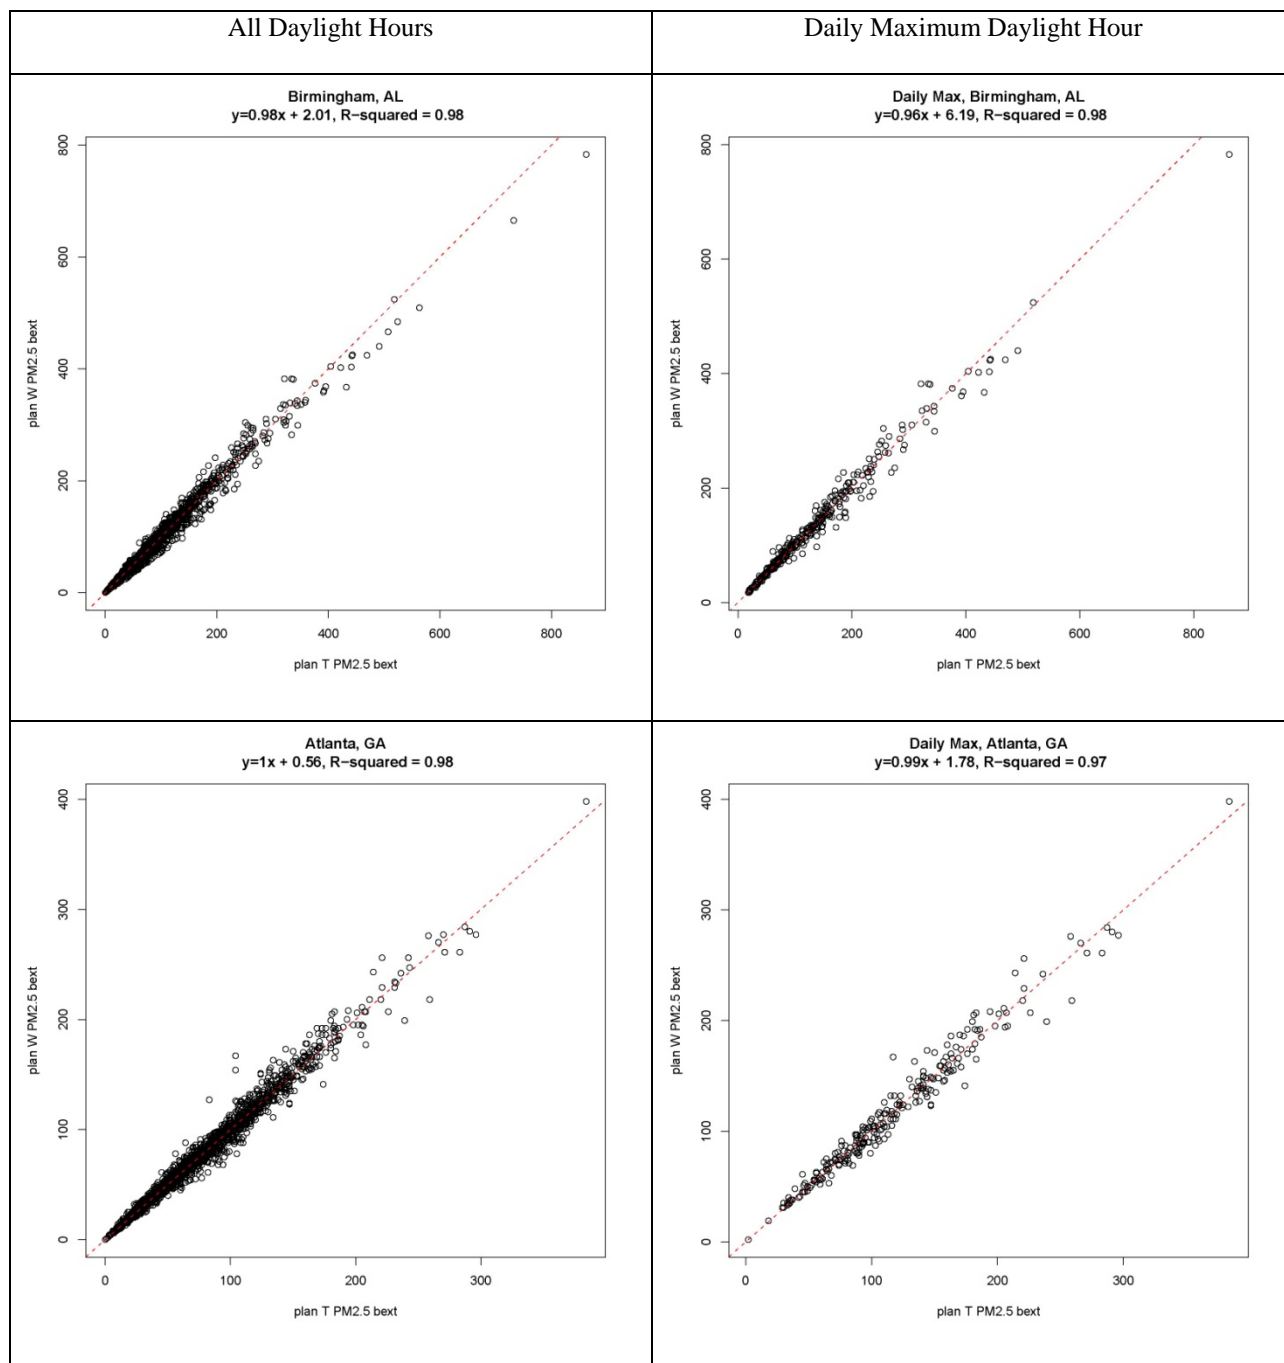 All Daylight Hours
Daily Maximum Daylight Hour
Birmingham, AL
y=0.98x + 2.01, R−squared = 0.98
800
600
400
200
0
plan W PM2.5 bext
0 200 400 600 800
plan T PM2.5 bext
Daily Max, Birmingham, AL
y=0.96x + 6.19, R−squared = 0.98
800
600
400
200
0
plan W PM2.5 bext
0 200 400 600 800
plan T PM2.5 bext
Atlanta, GA
y=1x + 0.56, R−squared = 0.98
400
300
200
100
0
plan W PM2.5 bext
0 100 200 300
plan T PM2.5 bext
Daily Max, Atlanta, GA
y=0.99x + 1.78, R−squared = 0.97
400
300
200
100
0
plan W PM2.5 bext
0 100 200 300
plan T PM2.5 bext